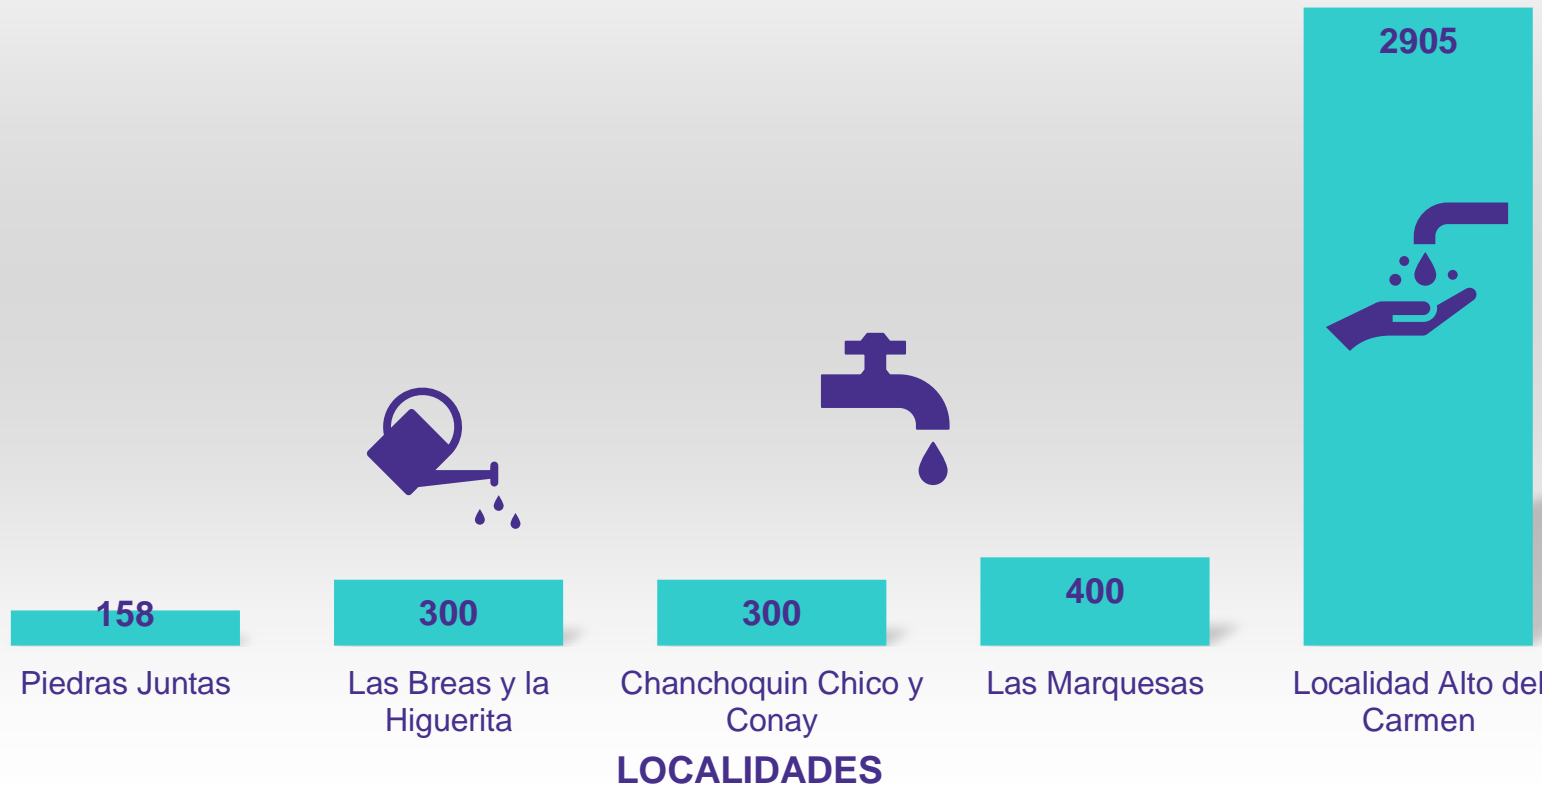 2905
158
300
300
400
Piedras Juntas
Las Breas y la
Higuerita
Chanchoquin Chico y
Conay
Las Marquesas
Localidad Alto del
Carmen
LOCALIDADES